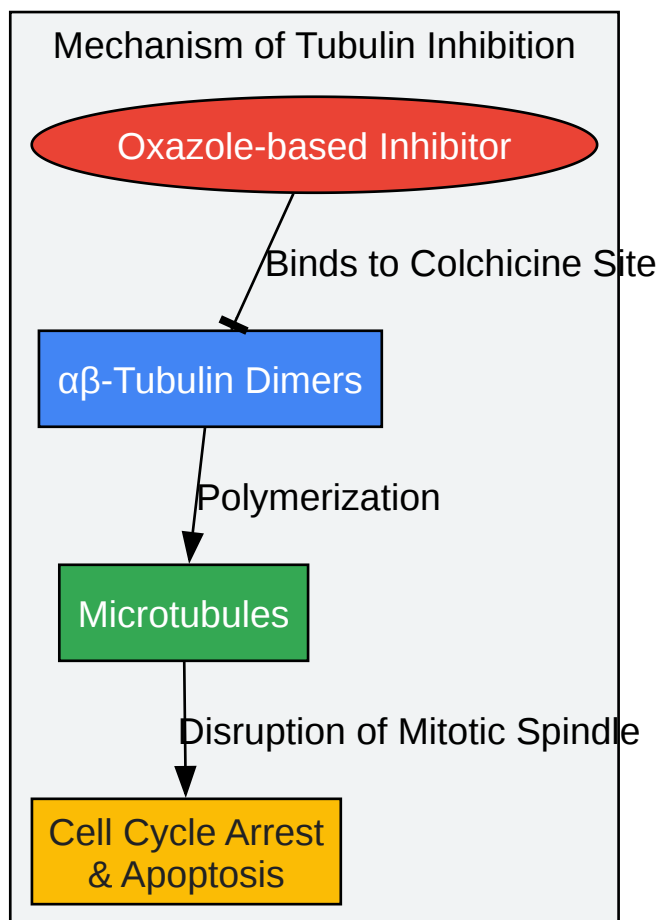 Mechanism of Tubulin Inhibition
Oxazole-based Inhibitor
Binds to Colchicine Site
αβ-Tubulin Dimers
Polymerization
Microtubules
Disruption of Mitotic Spindle
Cell Cycle Arrest
& Apoptosis